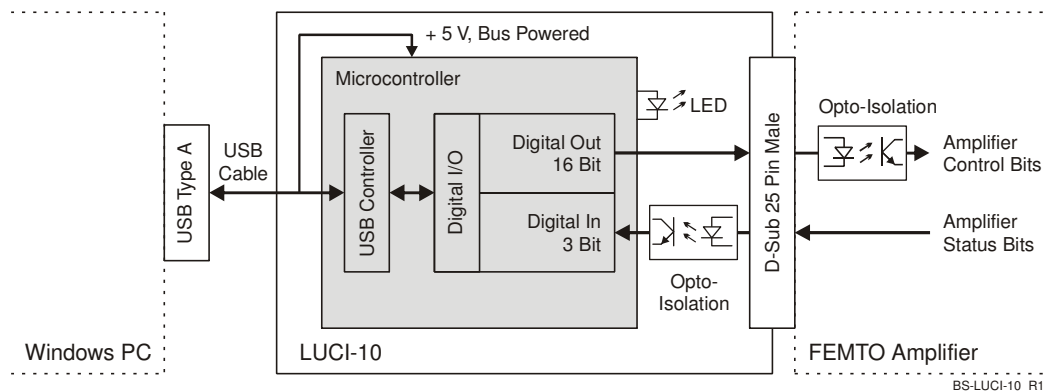 + 5 V, Bus Powered
Microcontroller
LED
USB Type A
USB
Cable
USB Controller
Digital I/O
Digital Out
16 Bit
Digital In
3 Bit
Opto-
Isolation
D-Sub 25 Pin Male
Opto-Isolation
Amplifier
Control Bits
Amplifier
Status Bits
Windows PC
LUCI-10
FEMTO Amplifier
BS-LUCI-10_R1